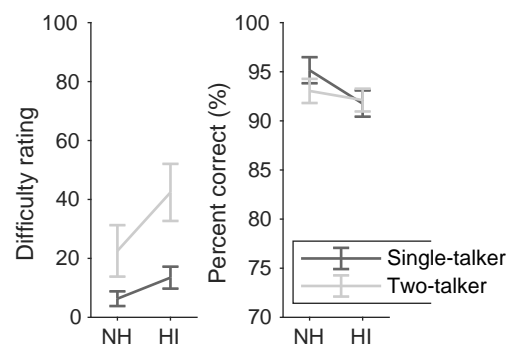 Difficulty rating
100
80
60
40
20
0
NH HI
Percent correct (%)
100
95
90
85
80
75
70
NH HI
Single-talker
Two-talker